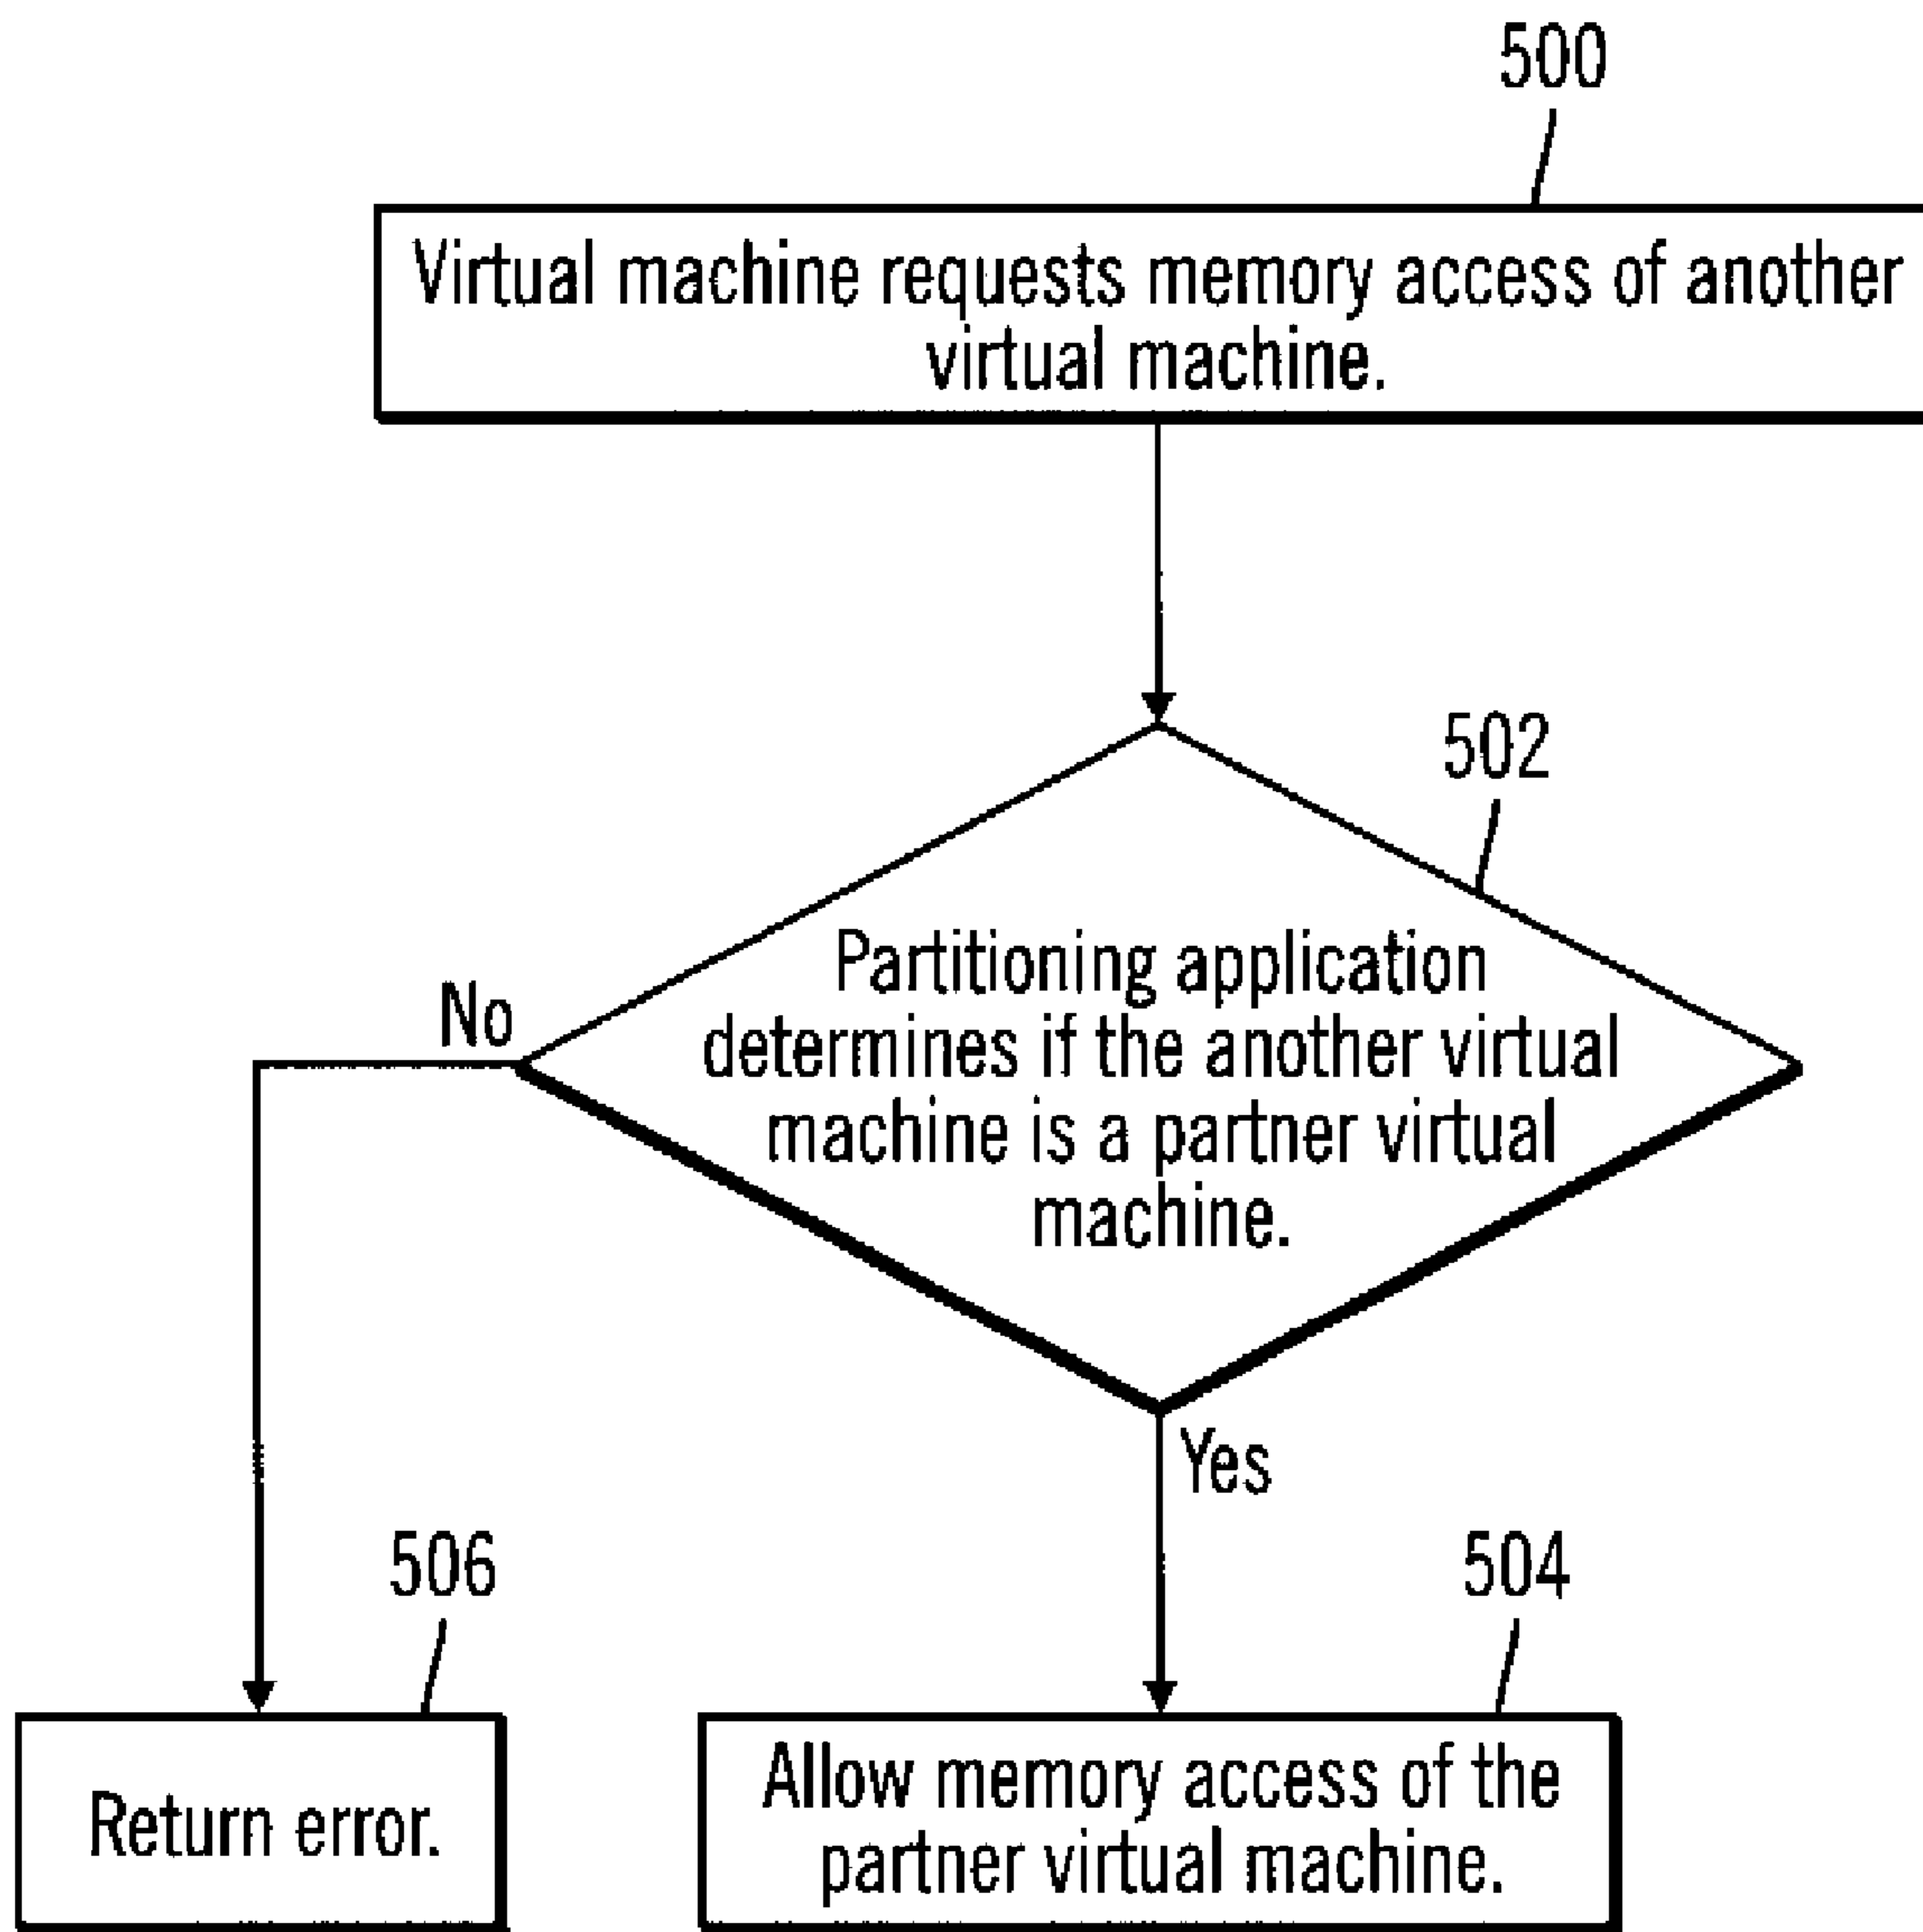 500
Virtual machine requests memory access of another
virtual machine.
502
Partitioning application
determines if the another virtual
machine is a partner virtual
machine.
No
Yes
506
504
Return error.
Allow memory access of the
partner virtual machine.